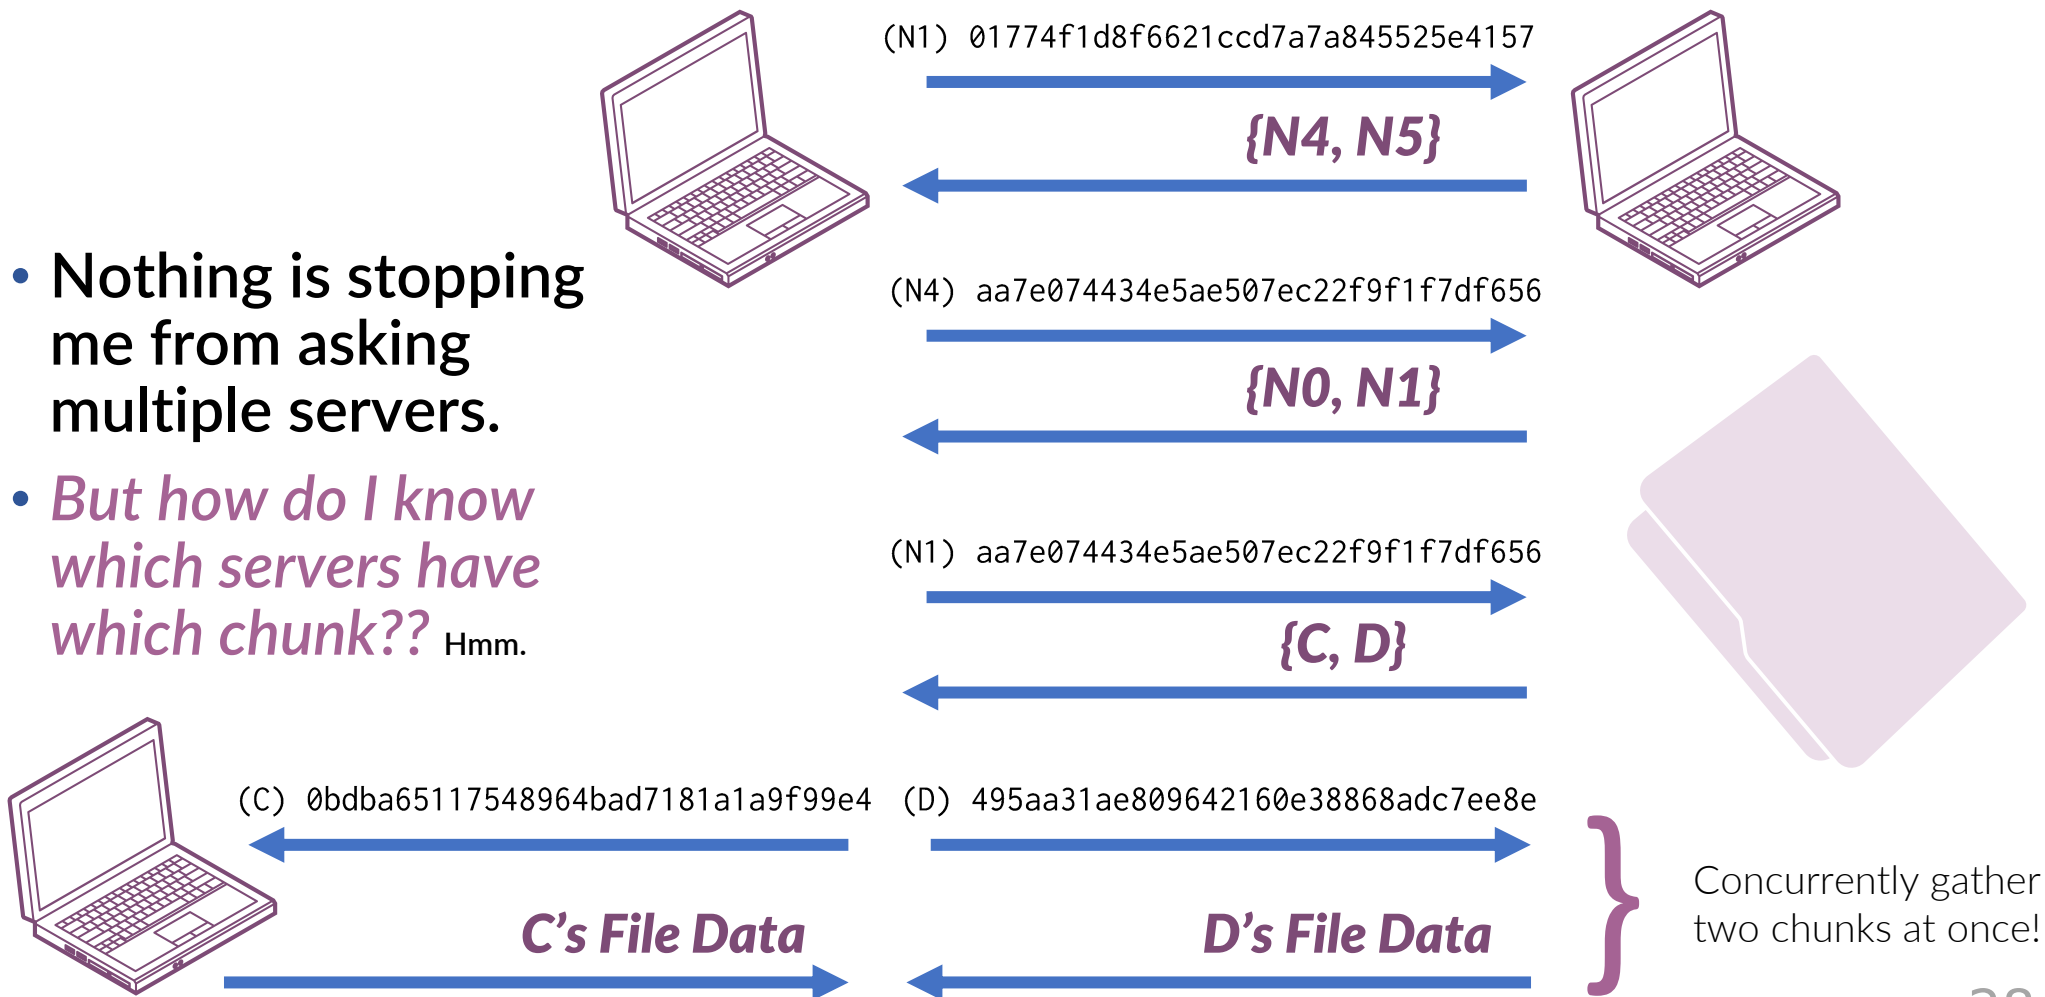 (N1) 01774f1d8f6621ccd7a7a845525e4157
{N4, N5}
• Nothing is stopping
me from asking
multiple servers.
(N4) aa7e074434e5ae507ec22f9f1f7df656
{N0, N1}
• But how do I know
which servers have
which chunk?? Hmm.
(N1) aa7e074434e5ae507ec22f9f1f7df656
{C, D}
(C) 0bdba65117548964bad7181a1a9f99e4 (D) 495aa31ae809642160e38868adc7ee8e
C’s File Data D’s File Data
Concurrently gather
two chunks at once!